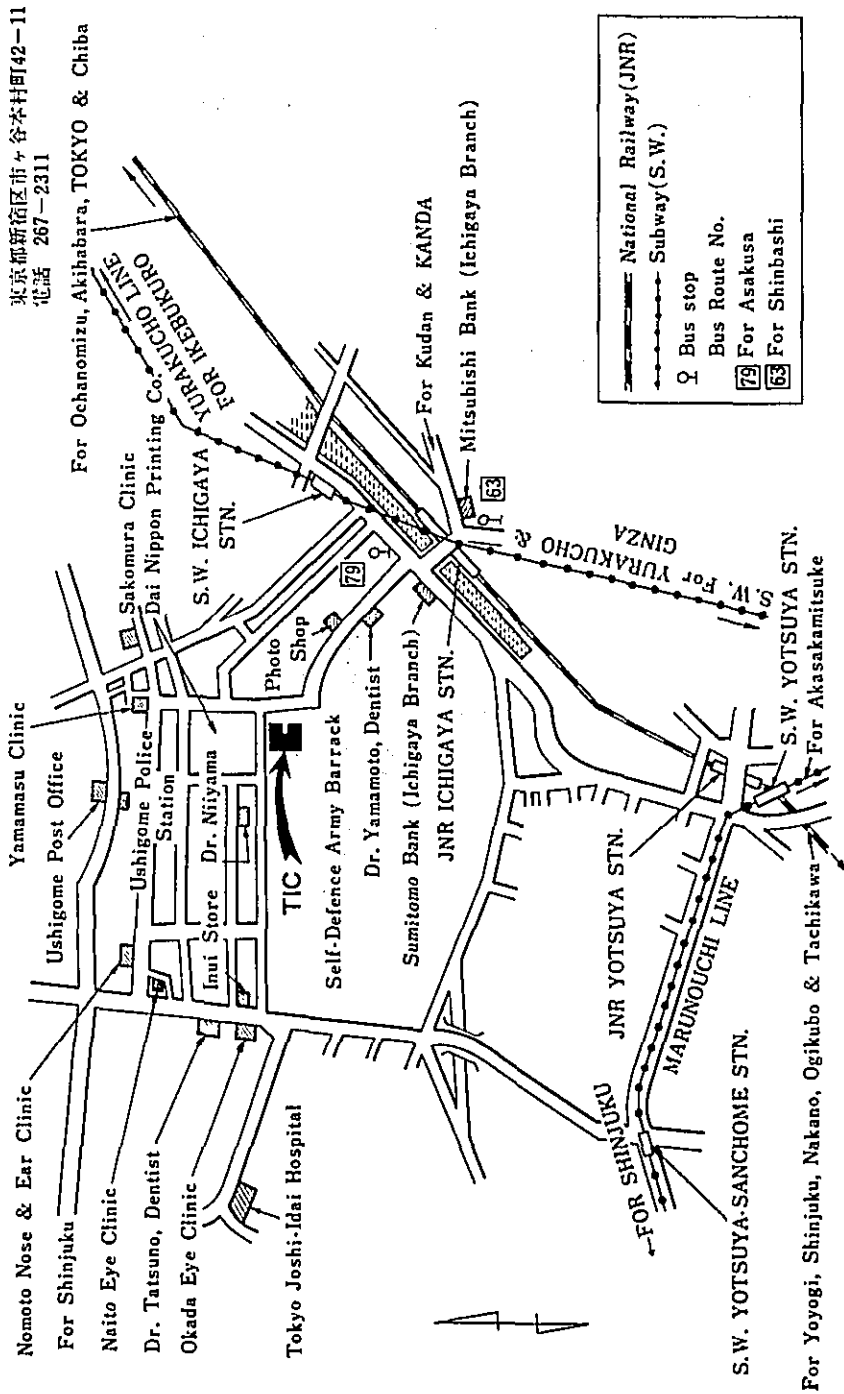 東京都新宿区市ヶ谷本村町42-11
電話 267-2311
For Ochanomizu, Akihabara, TOKYO & Chiba
YURAKUCHO LINE
FOR IKEBUKURO
Yamamasu Clinic
Sakomura Clinic
Dai Nippon Printing Co.
S.W. ICHIGAYA
STN.
Ushigome Post Office
Ushigome Police
Station
Nomoto Nose & Ear Clinic
For Shinjuku
Naito Eye Clinic
Dr. Tatsuno, Dentist
Okada Eye Clinic
Tokyo Joshi-Idai Hospital
Inui Store
Dr. Niiyama
TIC
Photo
Shop
79
Self-Defence Army Barrack
Dr. Yamamoto, Dentist
Sumitomo Bank (Ichigaya Branch)
JNR ICHIGAYA STN.
For Kudan & KANDA
Mitsubishi Bank (Ichigaya Branch)
63
S.W. For YURAKUCHO &
GINZA
JNR YOTSUYA STN.
S.W. YOTSUYA STN.
For Akasakamitsuke
MARUNOUCHI LINE
FOR SHINJUKU
S.W. YOTSUYA-SANCHOME STN.
For Yoyogi, Shinjuku, Nakano, Ogikubo & Tachikawa
National Railway(JNR)
Subway(S.W.)
Bus stop
Bus Route No.
79 For Asakusa
63 For Shinbashi